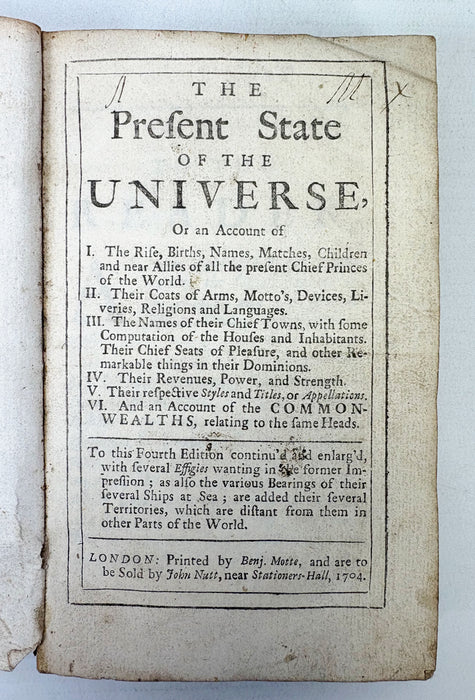 THE
Preſent State
OF THE
UNIVERSE,
Or an Account of
I. The Riſe, Births, Names, Matches, Children
and near Allies of all the preſent Chief Princes
of the World.
II. Their Coats of Arms, Motto's, Devices, Li-
veries, Religions and Languages.
III. The Names of their Chief Towns, with ſome
Computation of the Houſes and Inhabitants.
Their Chief Seats of Pleaſure, and other Re-
markable things in their Dominions.
IV. Their Revenues, Power, and Strength.
V. Their reſpective Styles and Titles, or Appellations.
VI. And an Account of the COMMON-
WEALTHS, relating to the ſame Heads.
To this Fourth Edition continu'd and enlarg'd,
with ſeveral Effigies wanting in the former Im-
preſſion; as alſo the various Bearings of their
ſeveral Ships at Sea; are added their ſeveral
Territories, which are diſtant from them in
other Parts of the World.
LONDON: Printed by Benj. Motte, and are to
be Sold by John Nutt, near Stationers-Hall, 1704.